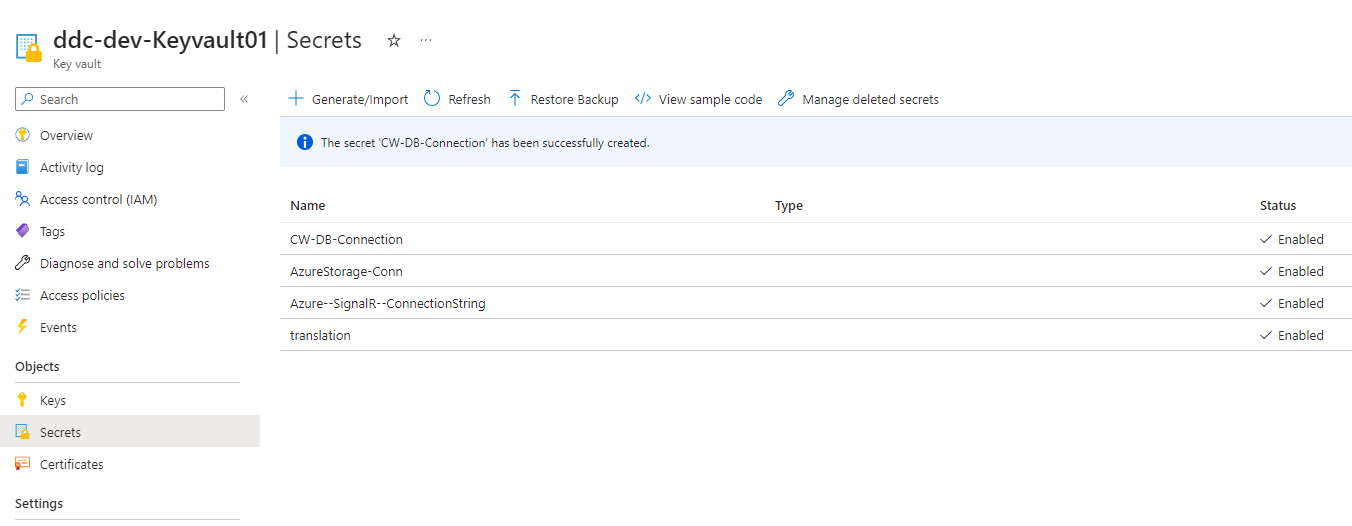 ddc-dev-Keyvault01 | Secrets
Key vault
Search
Generate/Import Refresh Restore Backup View sample code Manage deleted secrets
Overview
Activity log
Access control (IAM)
Tags
Diagnose and solve problems
Access policies
Events
Objects
Keys
Secrets
Certificates
Settings
The secret 'CW-DB-Connection' has been successfully created.
Name Type Status
CW-DB-Connection Enabled
AzureStorage-Conn Enabled
Azure--SignalR--ConnectionString Enabled
translation Enabled